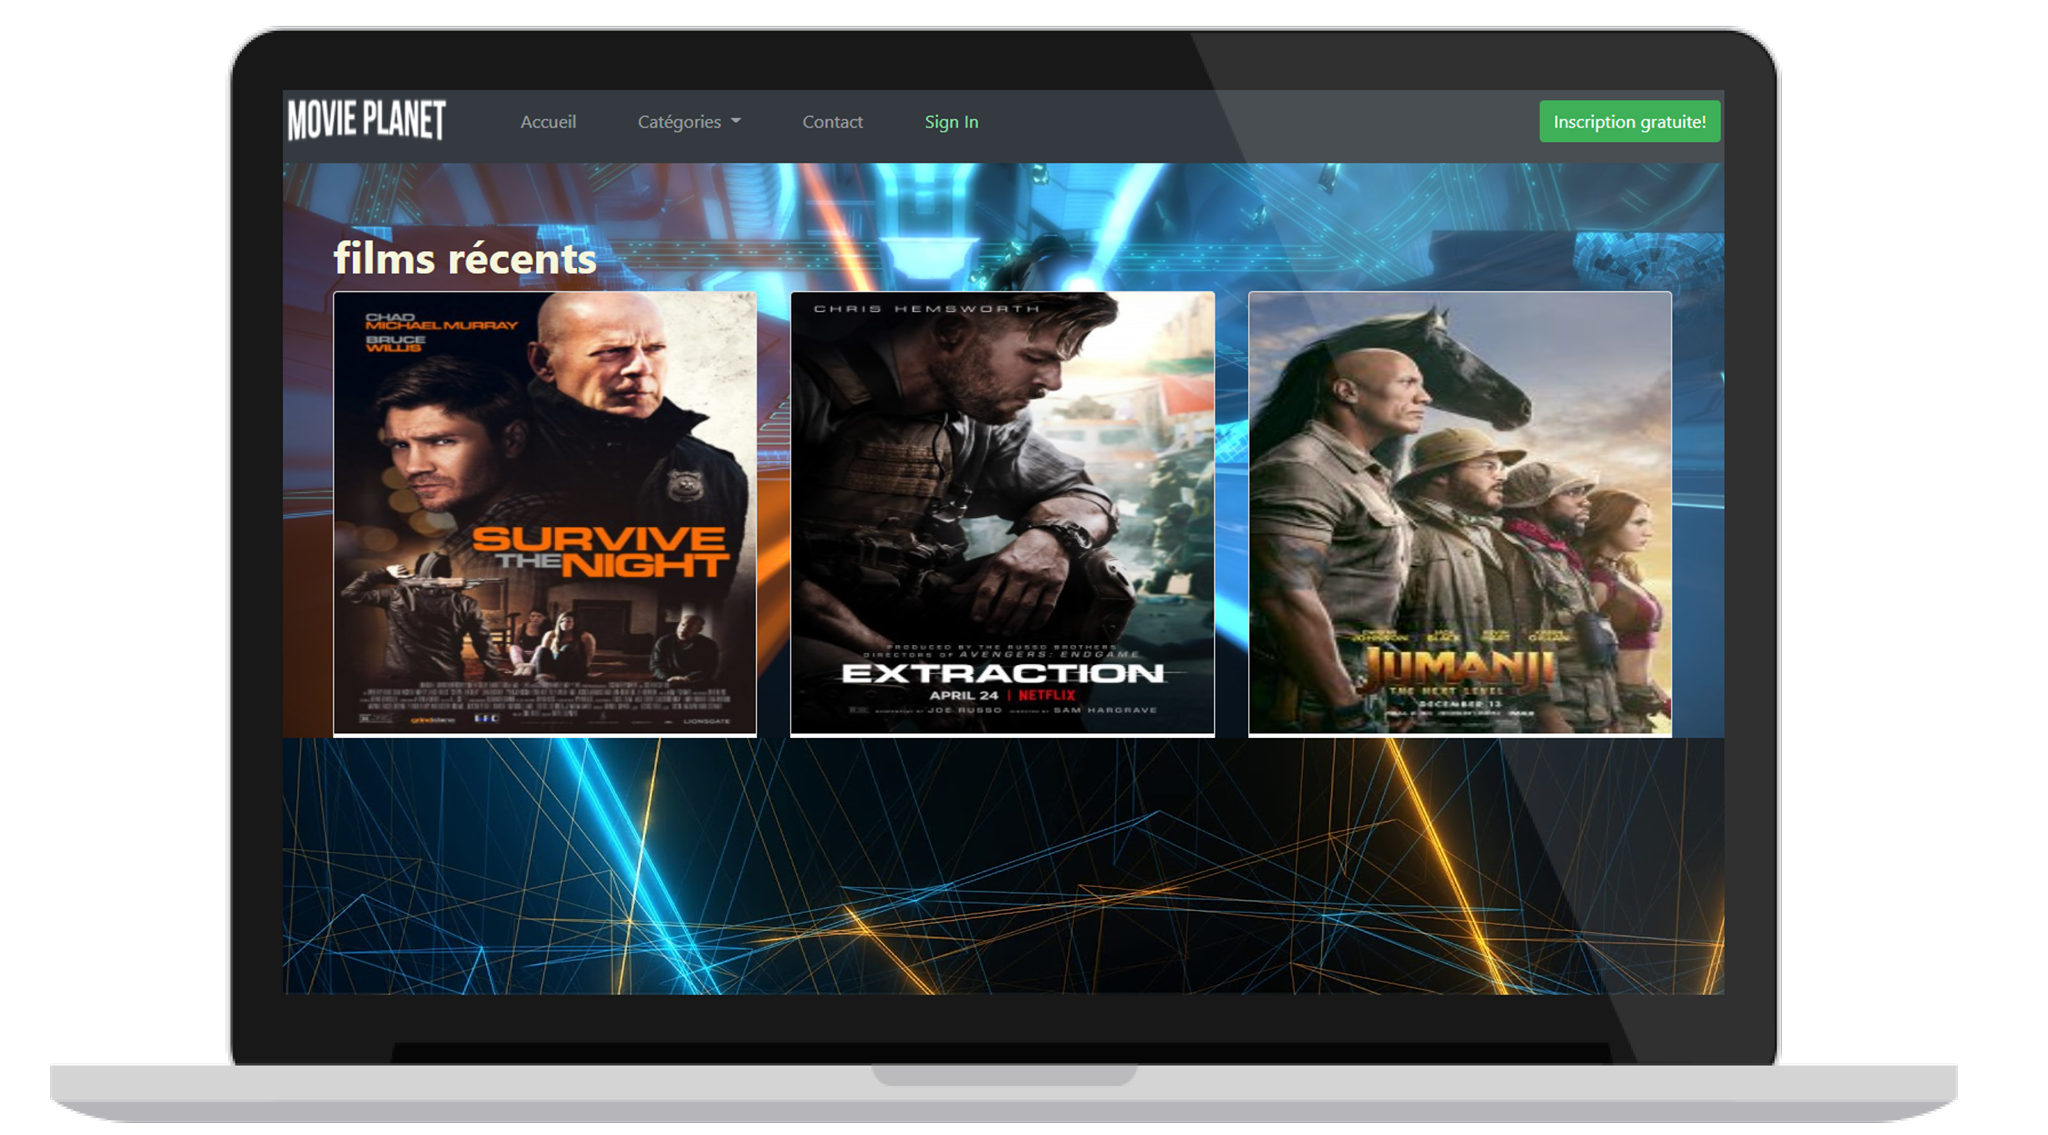 MOVIE PLANET
Accueil
Catégories
Contact
Sign In
Inscription gratuite!
films récents
CHAD
MICHAEL MURRAY
BRUCE
WILLIS
SURVIVE
THE NIGHT
LIONSGATE
CHRIS HEMSWORTH
PRODUCED BY THE RUSSO BROTHERS
DIRECTORS OF AVENGERS: ENDGAME
EXTRACTION
APRIL 24 | NETFLIX
JOE RUSSO
SAM HARGRAVE
JUMANJI
THE NEXT LEVEL
DECEMBER 13